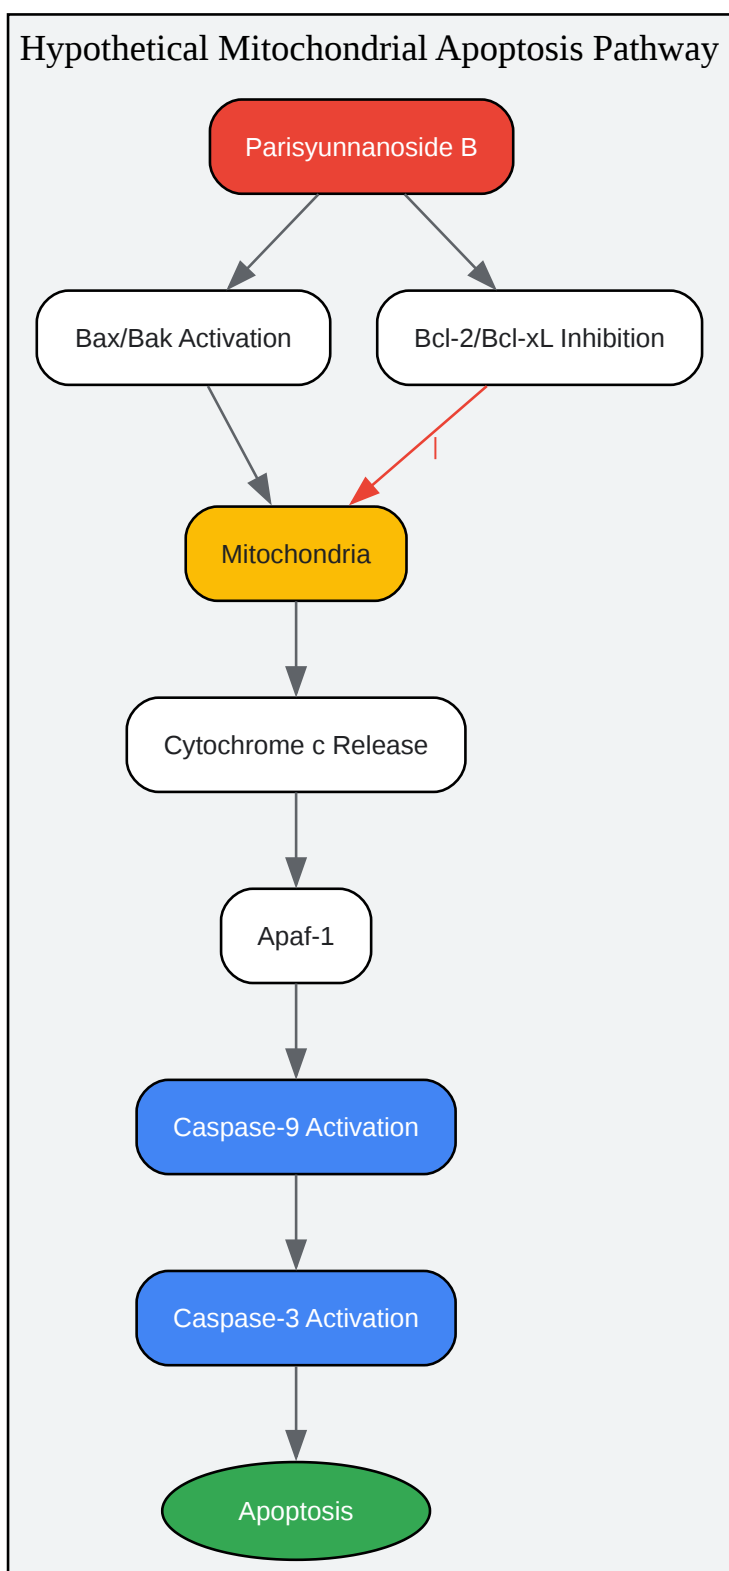 Hypothetical Mitochondrial Apoptosis Pathway
Parisyunnanoside B
Bax/Bak Activation
Bcl-2/Bcl-xL Inhibition
|
Mitochondria
Cytochrome c Release
Apaf-1
Caspase-9 Activation
Caspase-3 Activation
Apoptosis